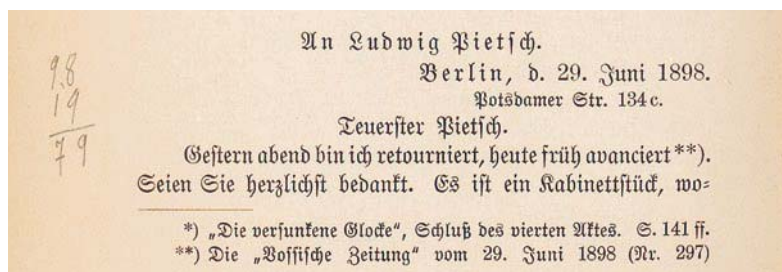 An Ludwig Pietsch.
Berlin, d. 29. Juni 1898.
Potsdamer Str. 134c.
Teuerster Pietsch.
98
19
79
Gestern abend bin ich retourniert, heute früh avanciert**).
Seien Sie herzlichst bedankt. Es ist ein Kabinettstück, wo=
*) „Die versunkene Glocke“, Schluß des vierten Aktes. S. 141 ff.
**) Die „Vossische Zeitung“ vom 29. Juni 1898 (Nr. 297)